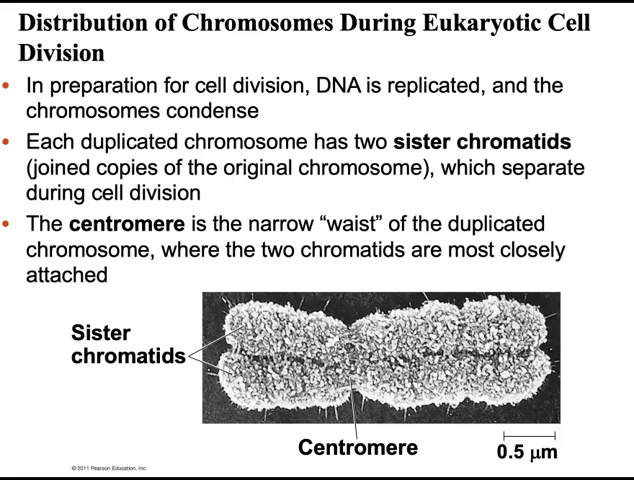 Distribution of Chromosomes During Eukaryotic Cell
Division
• In preparation for cell division, DNA is replicated, and the
chromosomes condense
• Each duplicated chromosome has two sister chromatids
(joined copies of the original chromosome), which separate
during cell division
• The centromere is the narrow “waist” of the duplicated
chromosome, where the two chromatids are most closely
attached
Sister
chromatids
Centromere
0.5 μm
© 2011 Pearson Education, Inc.